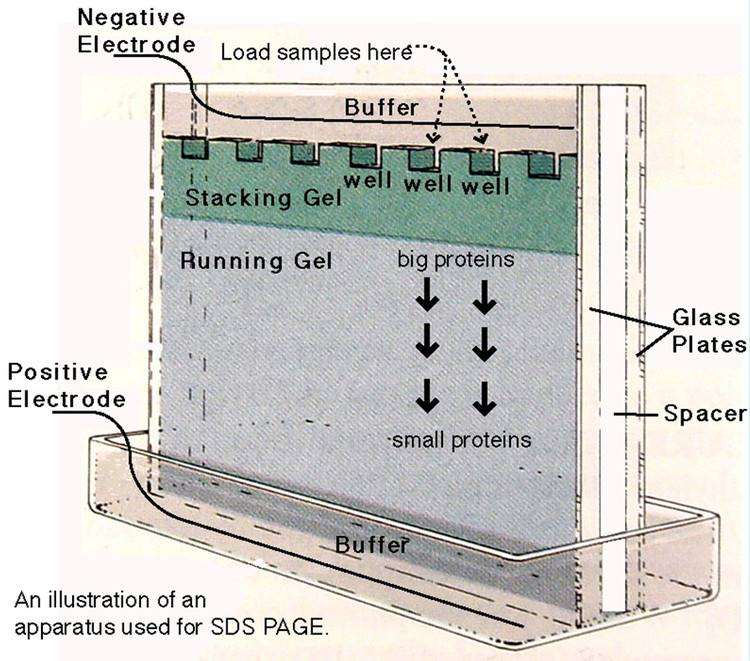 Negative
Electrode
Load samples here
Buffer
well well well
Stacking Gel
Running Gel
big proteins
Glass
Plates
Positive
Electrode
Spacer
small proteins
Buffer
An illustration of an
apparatus used for SDS PAGE.